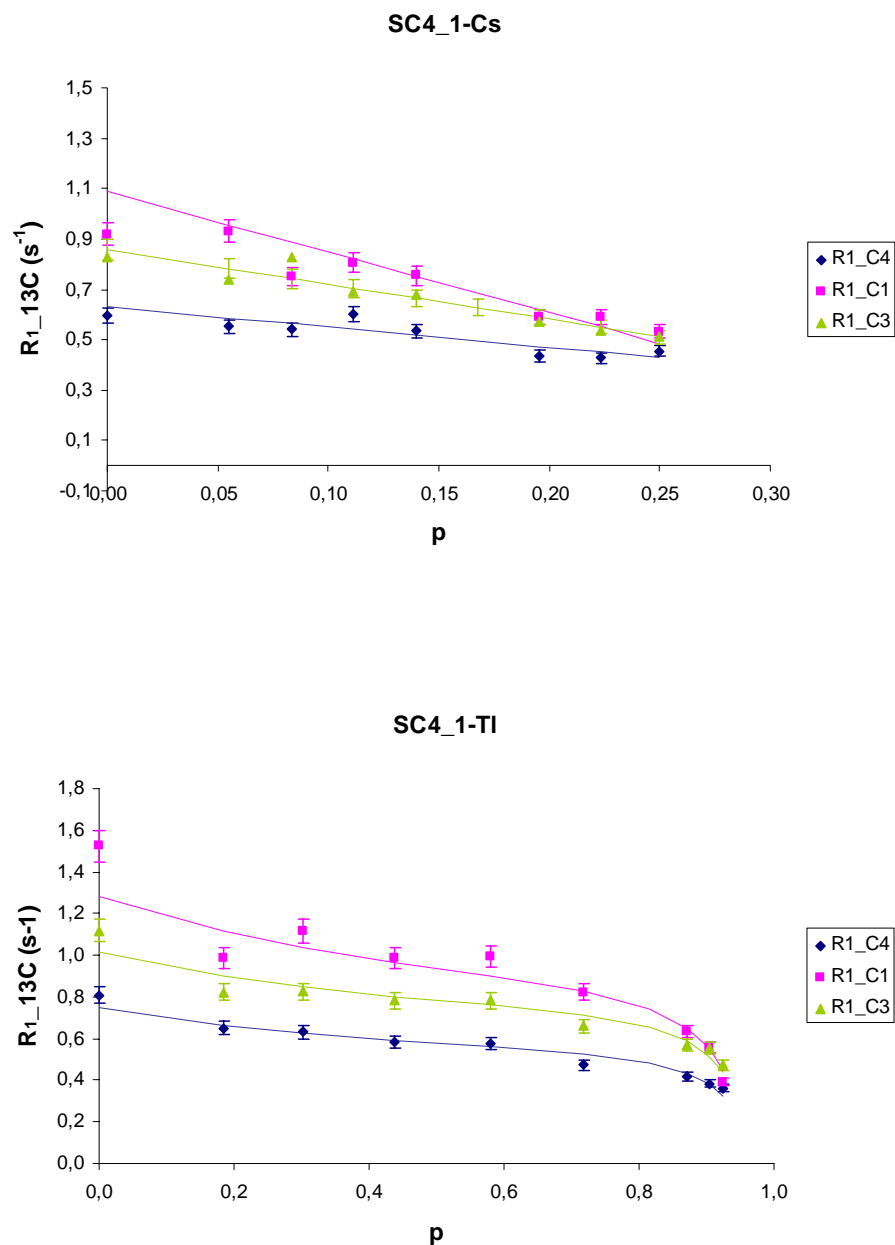 SC4_1-Cs
1,5
1,3
1,1
0,9
0,7
0,5
0,3
0,1
-0,1
0,00 0,05 0,10 0,15 0,20 0,25 0,30
R1_13C (s-1)
p
R1_C4
R1_C1
R1_C3
SC4_1-Tl
1,8
1,6
1,4
1,2
1,0
0,8
0,6
0,4
0,2
0,0
0,0 0,2 0,4 0,6 0,8 1,0
R1_13C (s-1)
p
R1_C4
R1_C1
R1_C3